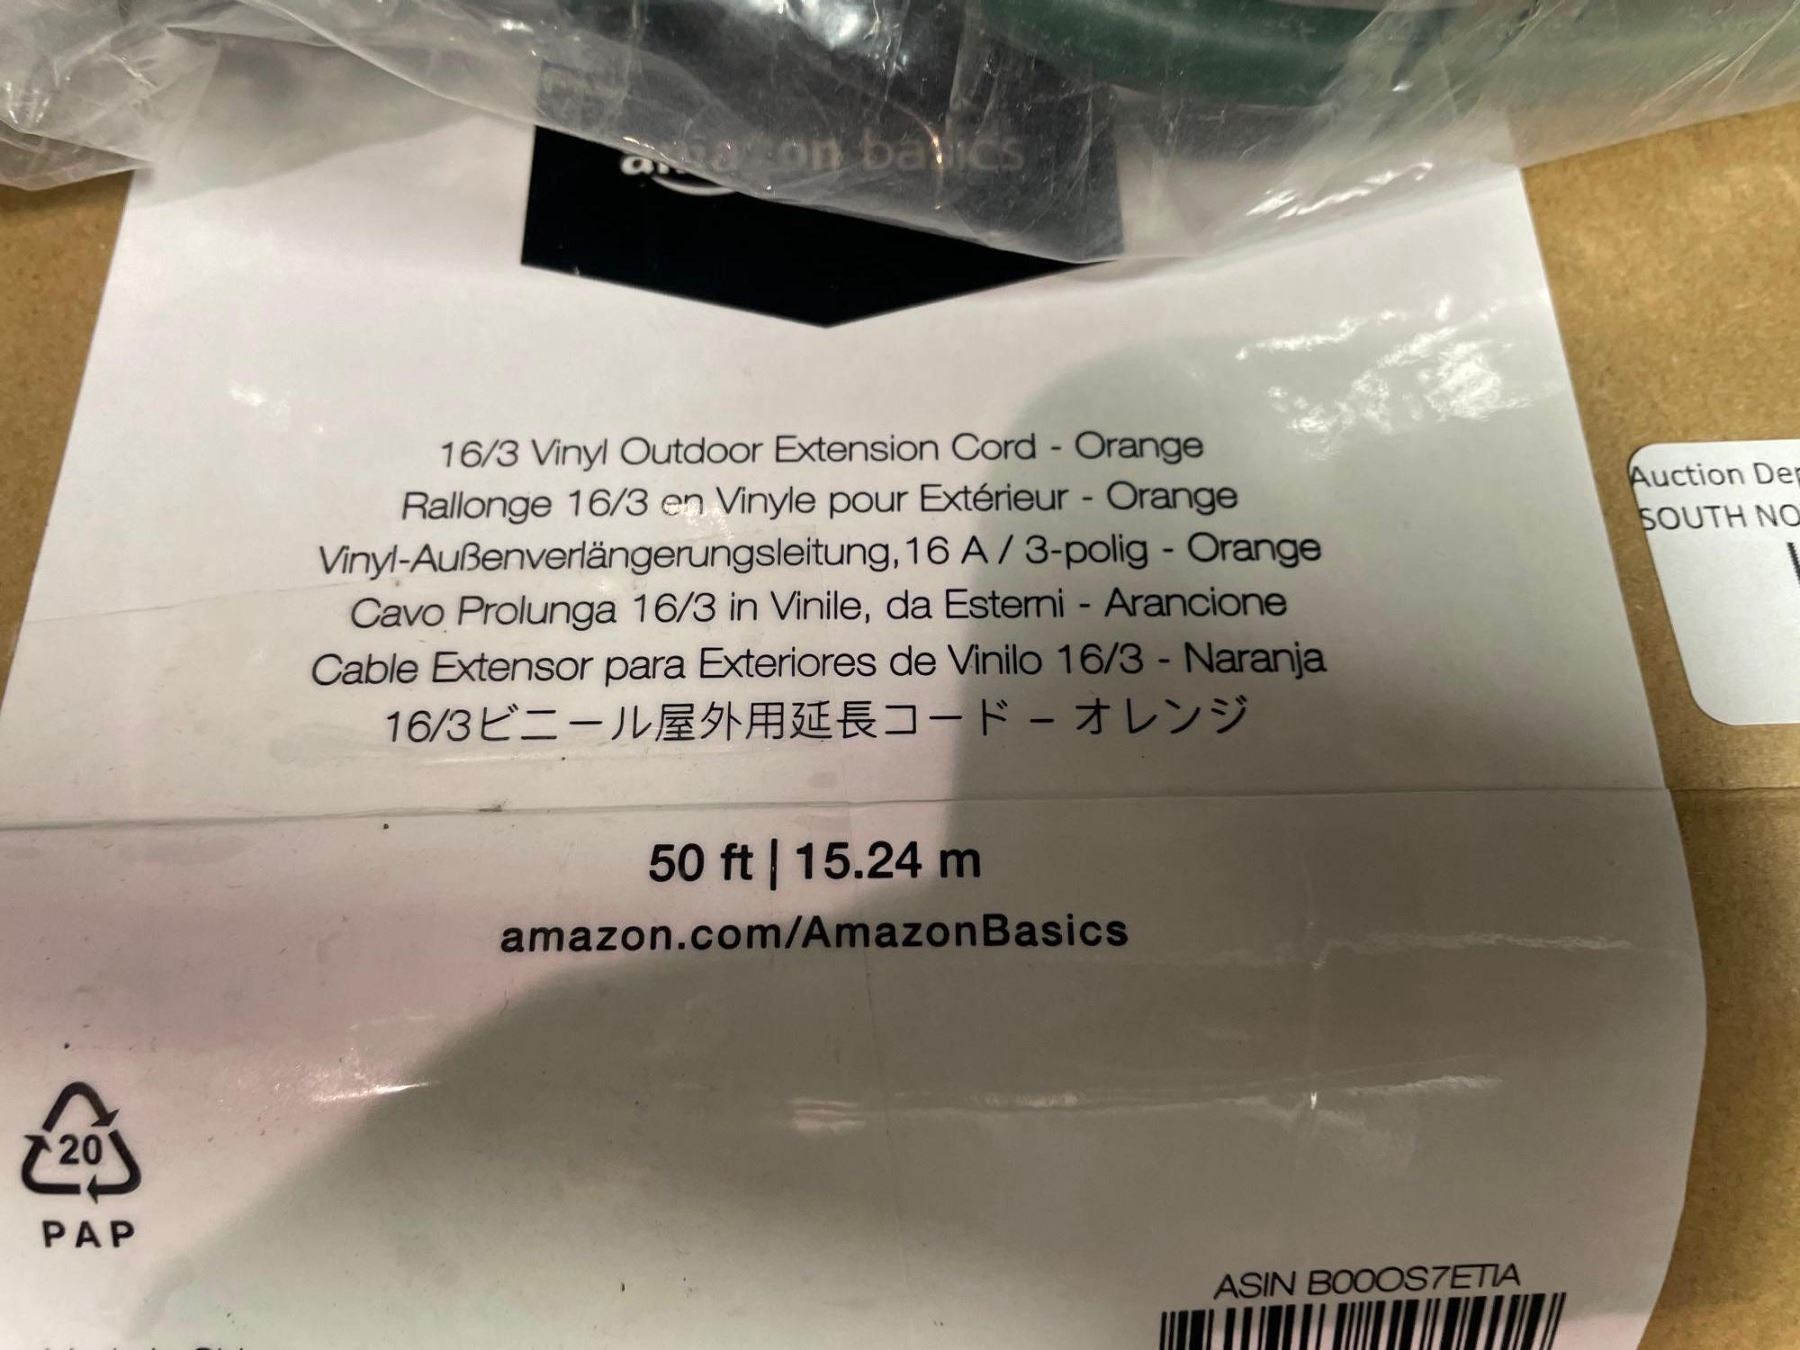 amazon basics
16/3 Vinyl Outdoor Extension Cord - Orange
Rallonge 16/3 en Vinyle pour Extérieur - Orange
Vinyl-Außenverlängerungsleitung,16 A / 3-polig - Orange
Cavo Prolunga 16/3 in Vinile, da Esterni - Arancione
Cable Extensor para Exteriores de Vinilo 16/3 - Naranja
16/3ビニール屋外用延長コード – オレンジ
Auction
SOUTH
50 ft | 15.24 m
amazon.com/AmazonBasics
20
PAP
ASIN B00OS7ETIA